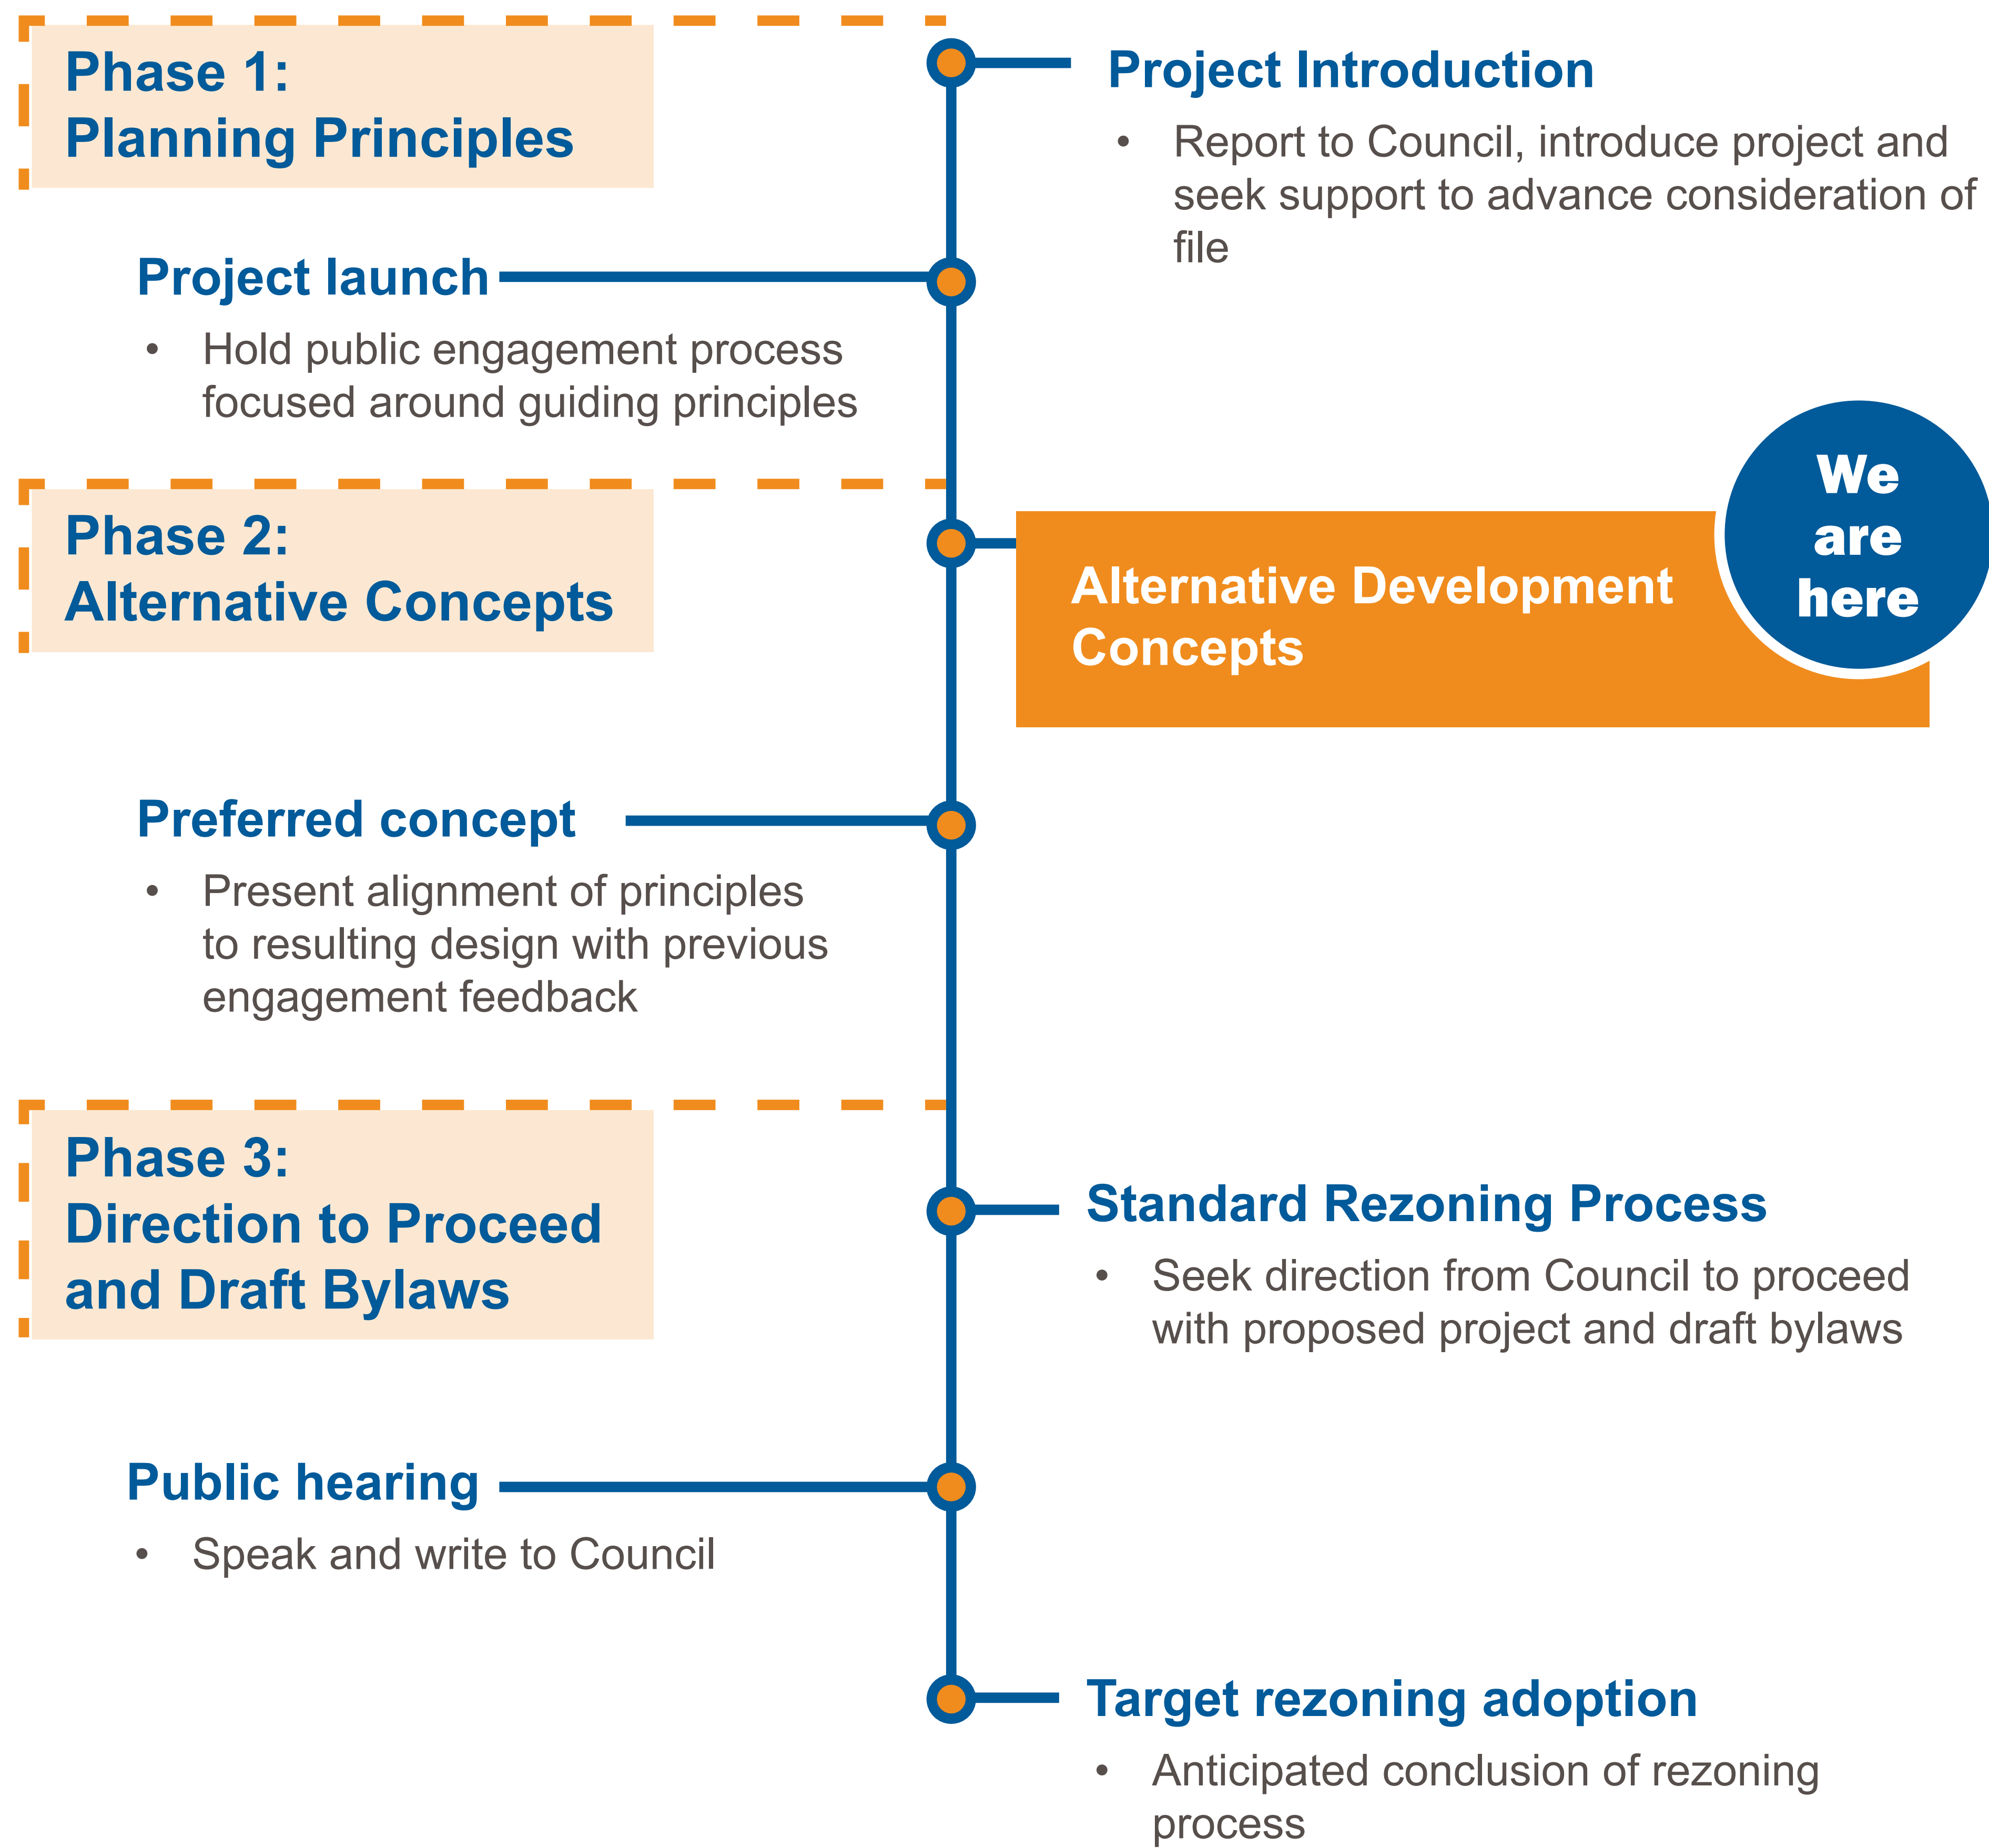 Phase 1:
Planning Principles
Project Introduction
• Report to Council, introduce project and
seek support to advance consideration of
file
Project launch
• Hold public engagement process
focused around guiding principles
Phase 2:
Alternative Concepts
Alternative Development
Concepts
We
are
here
Preferred concept
• Present alignment of principles
to resulting design with previous
engagement feedback
Phase 3:
Direction to Proceed
and Draft Bylaws
Standard Rezoning Process
• Seek direction from Council to proceed
with proposed project and draft bylaws
Public hearing
• Speak and write to Council
Target rezoning adoption
• Anticipated conclusion of rezoning
process